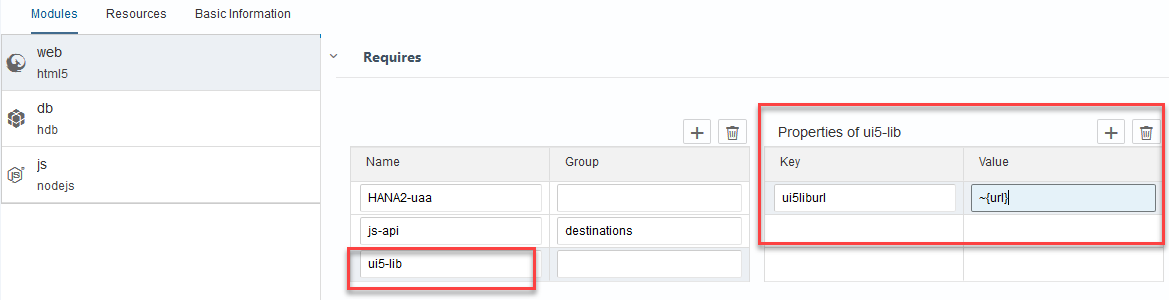 Modules Resources Basic Information
web
html5
db
hdb
js
nodejs
Requires
Name Group
HANA2-uaa
js-api destinations
ui5-lib
Properties of ui5-lib
Key Value
ui5liburl ~{url}